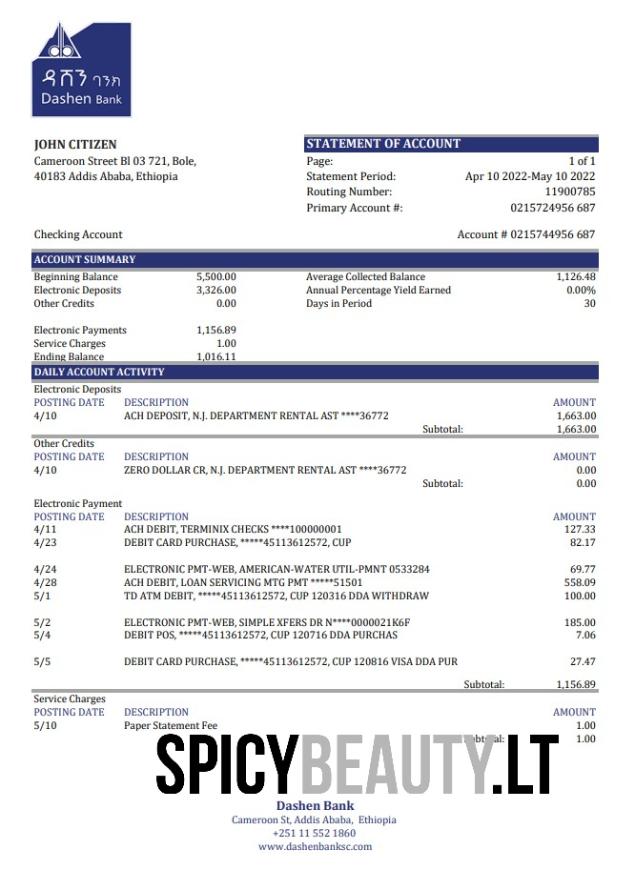 ዳሸን ባንክ
Dashen Bank
JOHN CITIZEN
Cameroon Street Bl 03 721, Bole,
40183 Addis Ababa, Ethiopia
STATEMENT OF ACCOUNT
Page: 1 of 1
Statement Period: Apr 10 2022-May 10 2022
Routing Number: 11900785
Primary Account #: 0215724956 687
Checking Account Account # 0215744956 687
ACCOUNT SUMMARY
Beginning Balance 5,500.00 Average Collected Balance 1,126.48
Electronic Deposits 3,326.00 Annual Percentage Yield Earned 0.00%
Other Credits 0.00 Days in Period 30
Electronic Payments 1,156.89
Service Charges 1.00
Ending Balance 1,016.11
DAILY ACCOUNT ACTIVITY
Electronic Deposits
POSTING DATE DESCRIPTION AMOUNT
4/10 ACH DEPOSIT, N.J. DEPARTMENT RENTAL AST ****36772 1,663.00
Subtotal: 1,663.00
Other Credits
POSTING DATE DESCRIPTION AMOUNT
4/10 ZERO DOLLAR CR, N.J. DEPARTMENT RENTAL AST ****36772 0.00
Subtotal: 0.00
Electronic Payment
POSTING DATE DESCRIPTION AMOUNT
4/11 ACH DEBIT, TERMINIX CHECKS ****100000001 127.33
4/23 DEBIT CARD PURCHASE, *****45113612572, CUP 82.17
4/24 ELECTRONIC PMT-WEB, AMERICAN-WATER UTIL-PMNT 0533284 69.77
4/28 ACH DEBIT, LOAN SERVICING MTG PMT *****51501 558.09
5/1 TD ATM DEBIT, *****45113612572, CUP 120316 DDA WITHDRAW 100.00
5/2 ELECTRONIC PMT-WEB, SIMPLE XFERS DR N****0000021K6F 185.00
5/4 DEBIT POS, *****45113612572, CUP 120716 DDA PURCHAS 7.06
5/5 DEBIT CARD PURCHASE, *****45113612572, CUP 120816 VISA DDA PUR 27.47
Subtotal: 1,156.89
Service Charges
POSTING DATE DESCRIPTION AMOUNT
5/10 Paper Statement Fee 1.00
Subtotal: 1.00
SPICYBEAUTY.LT
Dashen Bank
Cameroon St, Addis Ababa, Ethiopia
+251 11 552 1860
www.dashenbanksc.com